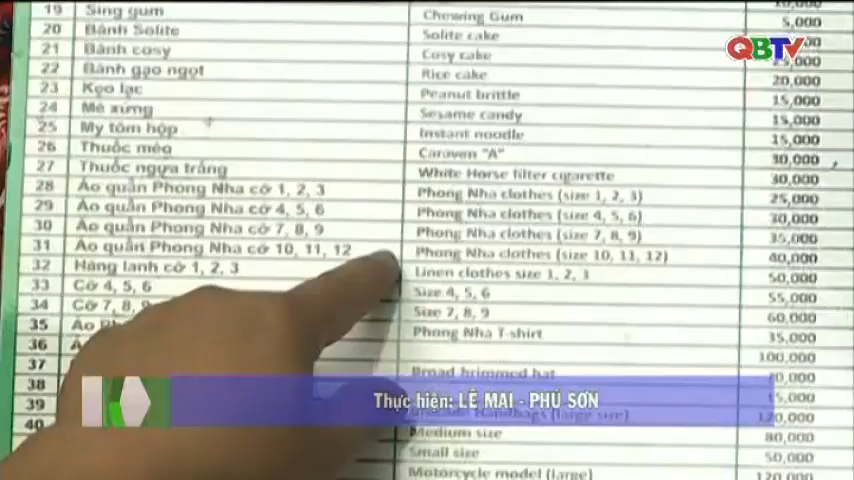 19 Sing gum Chewing Gum 5,000
20 Bánh Solite Solite cake
21 Bánh cosy Cosy cake 25,000
22 Bánh gạo ngọt Rice cake 20,000
23 Kẹo lạc Peanut brittle 15,000
24 Mè xửng Sesame candy 15,000
25 Mỳ tôm hộp Instant noodle 15,000
26 Thuốc mèo Caraven "A" 30,000
27 Thuốc ngựa trắng White Horse filter cigarette 30,000
28 Áo quần Phong Nha cỡ 1, 2, 3 Phong Nha clothes (size 1, 2, 3) 25,000
29 Áo quần Phong Nha cỡ 4, 5, 6 Phong Nha clothes (size 4, 5, 6) 30,000
30 Áo quần Phong Nha cỡ 7, 8, 9 Phong Nha clothes (size 7, 8, 9) 35,000
31 Áo quần Phong Nha cỡ 10, 11, 12 Phong Nha clothes (size 10, 11, 12) 40,000
32 Hàng lanh cỡ 1, 2, 3 Linen clothes size 1, 2, 3 50,000
33 Cỡ 4, 5, 6 Size 4, 5, 6 55,000
34 Cỡ 7, 8, 9 Size 7, 8, 9 60,000
35 Áo Phong Nha T-shirt 35,000
36 100,000
37 Broad brimmed hat
38
39 Handbags (large size) 120,000
40 Medium size 80,000
Small size 50,000
Motorcycle model (large) 120,000
QBTV
Thực hiện: LÊ MAI - PHÚ SƠN